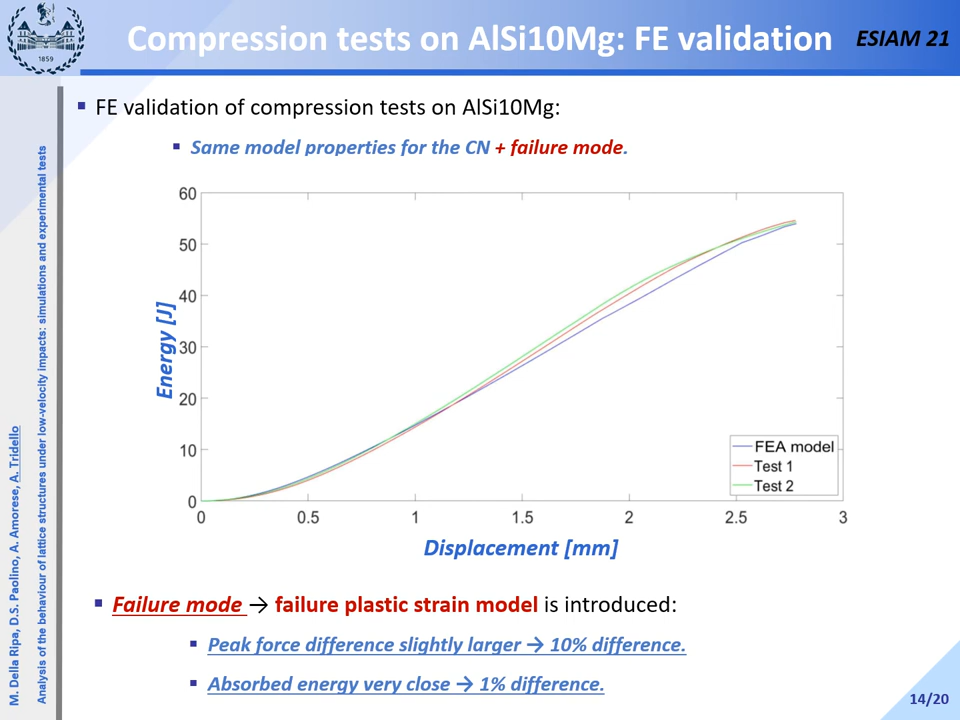 1859
Compression tests on AlSi10Mg: FE validation
ESIAM 21
▪ FE validation of compression tests on AlSi10Mg:
▪ Same model properties for the CN + failure mode.
60
50
40
30
20
10
0
Energy [J]
0 0.5 1 1.5 2 2.5 3
Displacement [mm]
FEA model
Test 1
Test 2
▪ Failure mode → failure plastic strain model is introduced:
▪ Peak force difference slightly larger → 10% difference.
▪ Absorbed energy very close → 1% difference.
M. Della Ripa, D.S. Paolino, A. Amorese, A. Tridello
Analysis of the behaviour of lattice structures under low-velocity impacts: simulations and experimental tests
14/20